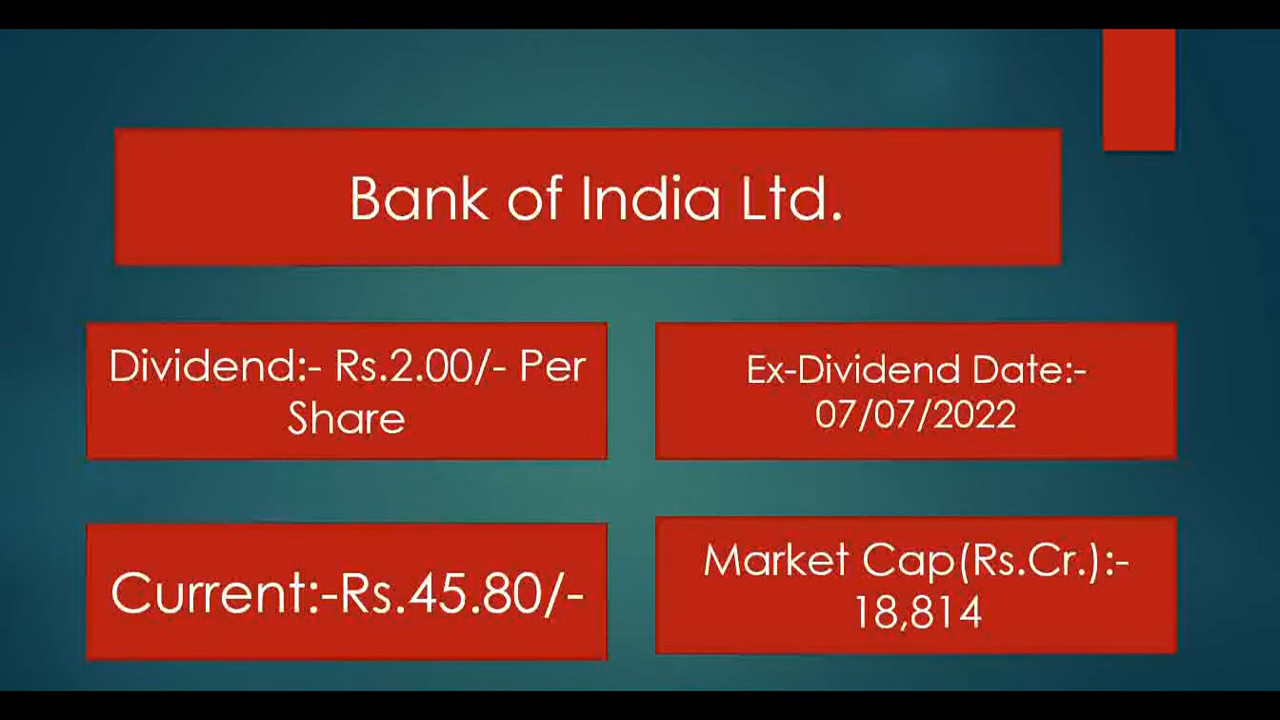 Bank of India Ltd.
Dividend:- Rs.2.00/- Per
Share
Ex-Dividend Date:-
07/07/2022
Current:-Rs.45.80/-
Market Cap(Rs.Cr.):-
18,814